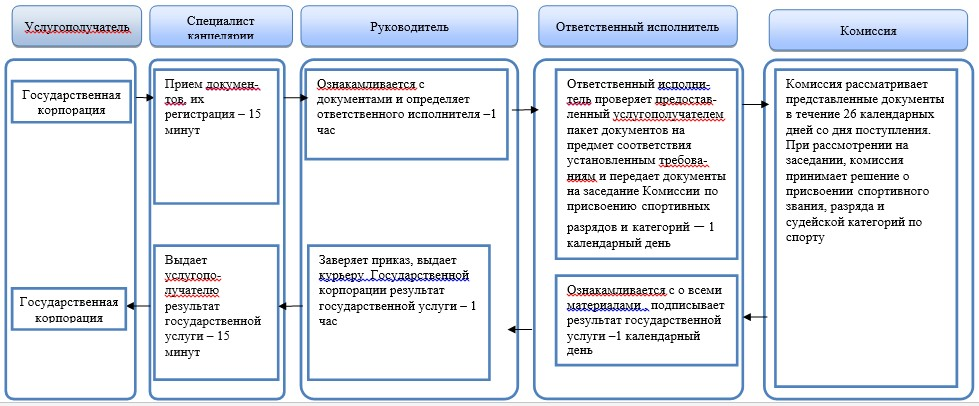 Услугополучатель
Специалист
канцелярии
Руководитель
Ответственный исполнитель
Комиссия
Государственная
корпорация
Прием докумен-
тов, их
регистрация – 15
минут
Ознакамливается с
документами и определяет
ответственного исполнителя –1
час
Ответственный исполни-
тель проверяет предостав-
ленный услугополучателем
пакет документов на
предмет соответствия
установленным требова-
ниям и передает документы
на заседание Комиссии по
присвоению спортивных
разрядов и категорий — 1
календарный день
Комиссия рассматривает
представленные документы
в течение 26 календарных
дней со дня поступления.
При рассмотрении на
заседании, комиссия
принимает решение о
присвоении спортивного
звания, разряда и
судейской категорий по
спорту
Государственная
корпорация
Выдает
услугопо-
лучателю
результат
государственной
услуги – 15
минут
Заверяет приказ, выдает
курьеру Государственной
корпорации результат
государственной услуги – 1
час
Ознакамливается с о всеми
материалами , подписывает
результат государственной
услуги –1 календарный
день